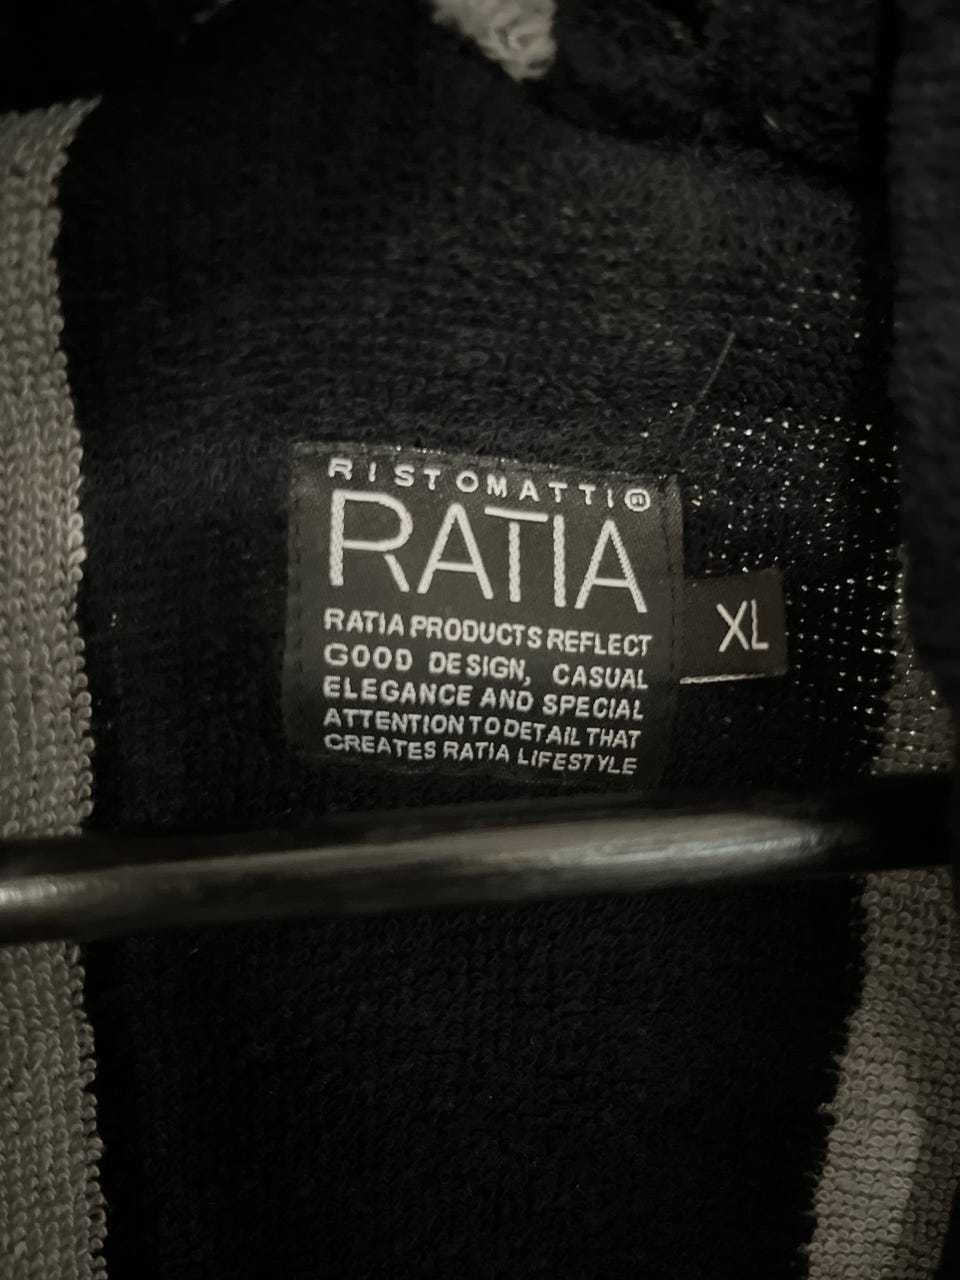 RISTOMATTI®
RATIA
RATIA PRODUCTS REFLECT
GOOD DESIGN, CASUAL
ELEGANCE AND SPECIAL
ATTENTION TO DETAIL THAT
CREATES RATIA LIFESTYLE
XL